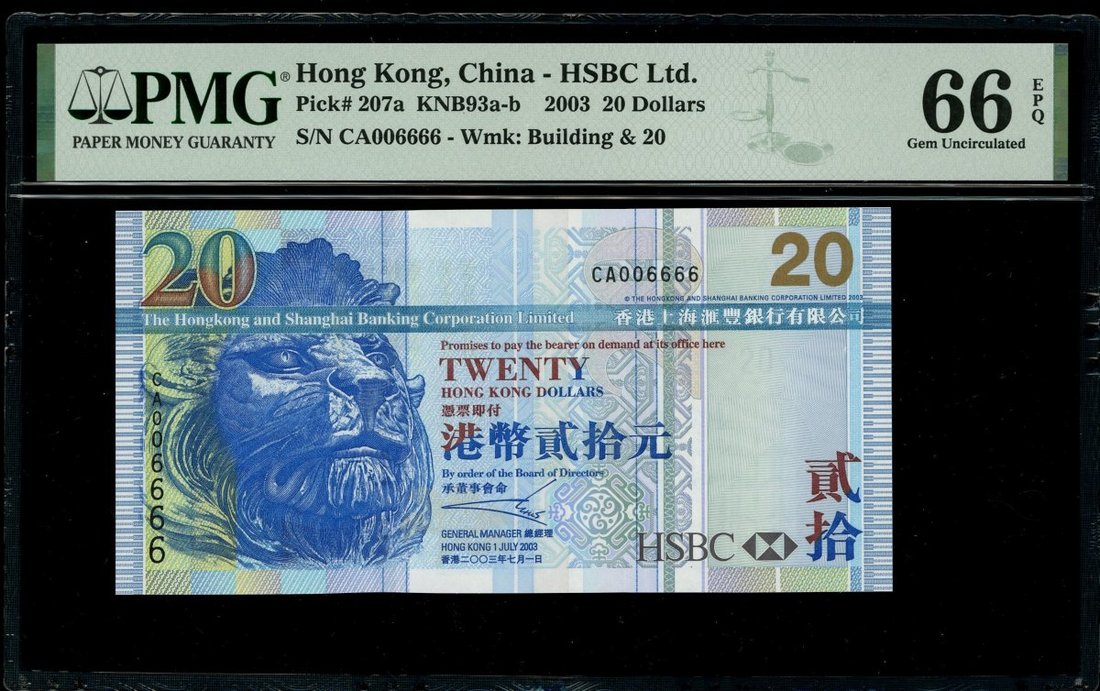 PMG®
PAPER MONEY GUARANTY
Hong Kong, China - HSBC Ltd.
Pick# 207a KNB93a-b 2003 20 Dollars
S/N CA006666 - Wmk: Building & 20
66
EPQ
Gem Uncirculated
20
CA006666
20
© THE HONGKONG AND SHANGHAI BANKING CORPORATION LIMITED 2003
The Hongkong and Shanghai Banking Corporation Limited
香港上海滙豐銀行有限公司
Promises to pay the bearer on demand at its office here
TWENTY
HONG KONG DOLLARS
憑票即付
港幣貳拾元
By order of the Board of Directors
承董事會命
GENERAL MANAGER 總經理
HONG KONG 1 JULY 2003
香港二〇〇三年七月一日
CA006666
HSBC
貳拾